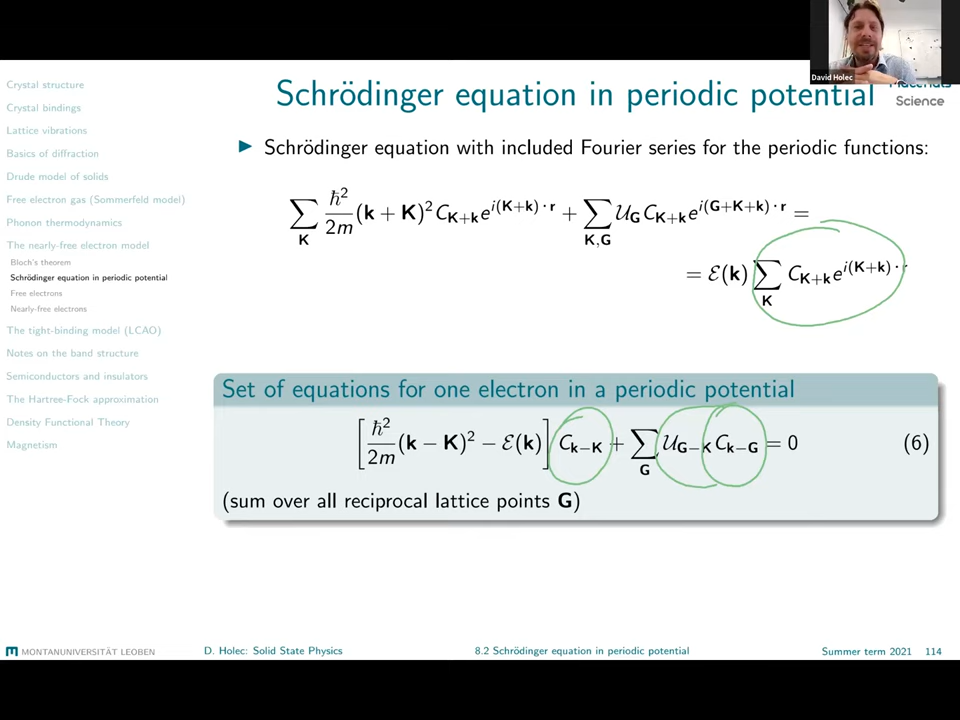 David Holec
Materials
Science
Crystal structure
Crystal bindings
Lattice vibrations
Basics of diffraction
Drude model of solids
Free electron gas (Sommerfeld model)
Phonon thermodynamics
The nearly-free electron model
Bloch's theorem
Schrödinger equation in periodic potential
Free electrons
Nearly-free electrons
The tight-binding model (LCAO)
Notes on the band structure
Semiconductors and insulators
The Hartree-Fock approximation
Density Functional Theory
Magnetism
Schrödinger equation in periodic potential
▶ Schrödinger equation with included Fourier series for the periodic functions:
∑_K ℏ²/2m (k + K)² C_{K+k} e^{i(K+k)·r} + ∑_{K,G} 𝒰_G C_{K+k} e^{i(G+K+k)·r} =
= ℰ(k) ∑_K C_{K+k} e^{i(K+k)·r}
Set of equations for one electron in a periodic potential
[ℏ²/2m (k − K)² − ℰ(k)] C_{k−K} + ∑_G 𝒰_{G−K} C_{k−G} = 0 (6)
(sum over all reciprocal lattice points G)
MONTANUNIVERSITÄT LEOBEN D. Holec: Solid State Physics 8.2 Schrödinger equation in periodic potential Summer term 2021 114